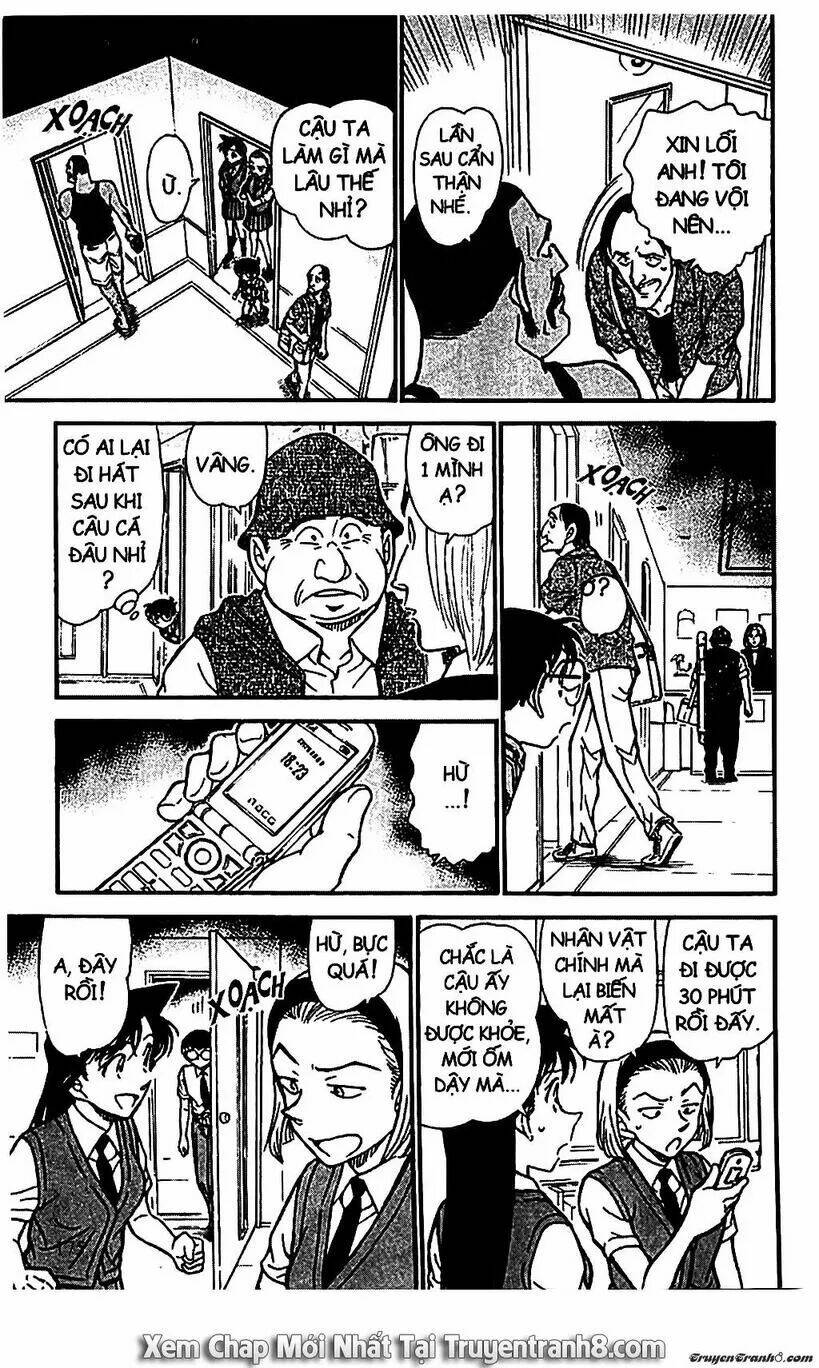 XIN LỖI
ANH! TÔI
ĐANG VỘI
NÊN...
LẦN
SAU CẨN
THẬN
NHÉ.
CẬU TA
LÀM GÌ MÀ
LÂU THẾ
NHỈ?
Ừ.
XOẠCH
XOẠCH
?
ÔNG ĐI
1 MÌNH
Ạ?
VÂNG.
CÓ AI LẠI
ĐI HÁT
SAU KHI
CÂU CÁ
ĐÂU NHỈ
?
HỪ
...!
18:23
CẬU TA
ĐI ĐƯỢC
30 PHÚT
RỒI ĐẤY.
NHÂN VẬT
CHÍNH MÀ
LẠI BIẾN
MẤT
À?
CHẮC LÀ
CẬU ẤY
KHÔNG
ĐƯỢC KHỎE,
MỚI ỐM
DẬY MÀ...
HỪ, BỰC
QUÁ!
XOẠCH
A, ĐÂY
RỒI!
Xem Chap Mới Nhất Tại Truyentranh8.com
TruyenTranh8.com